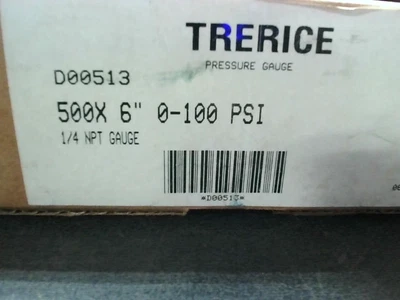 TRERICE
PRESSURE GAUGE
D00513
500X 6" 0-100 PSI
1/4 NPT GAUGE
*D00513*